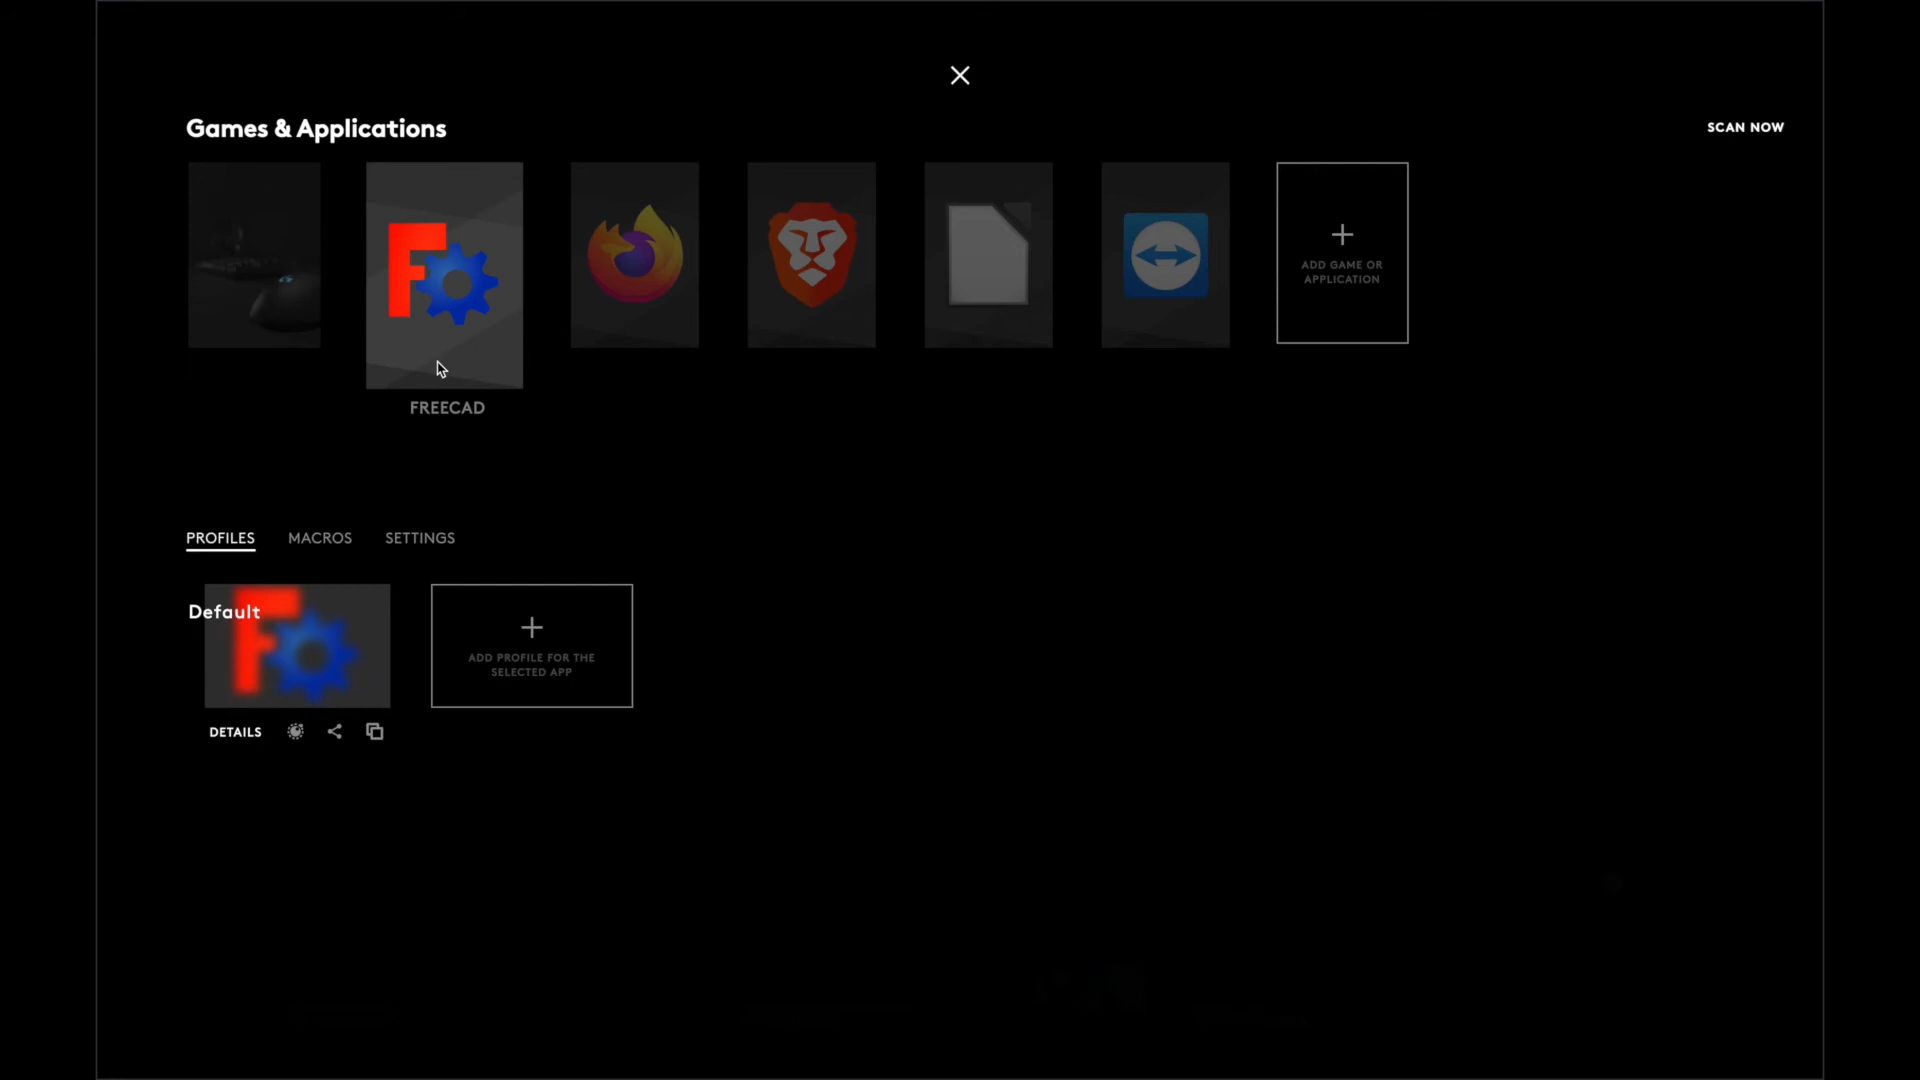 Games & Applications
SCAN NOW
ADD GAME OR
APPLICATION
FREECAD
PROFILES
MACROS
SETTINGS
Default
ADD PROFILE FOR THE
SELECTED APP
DETAILS